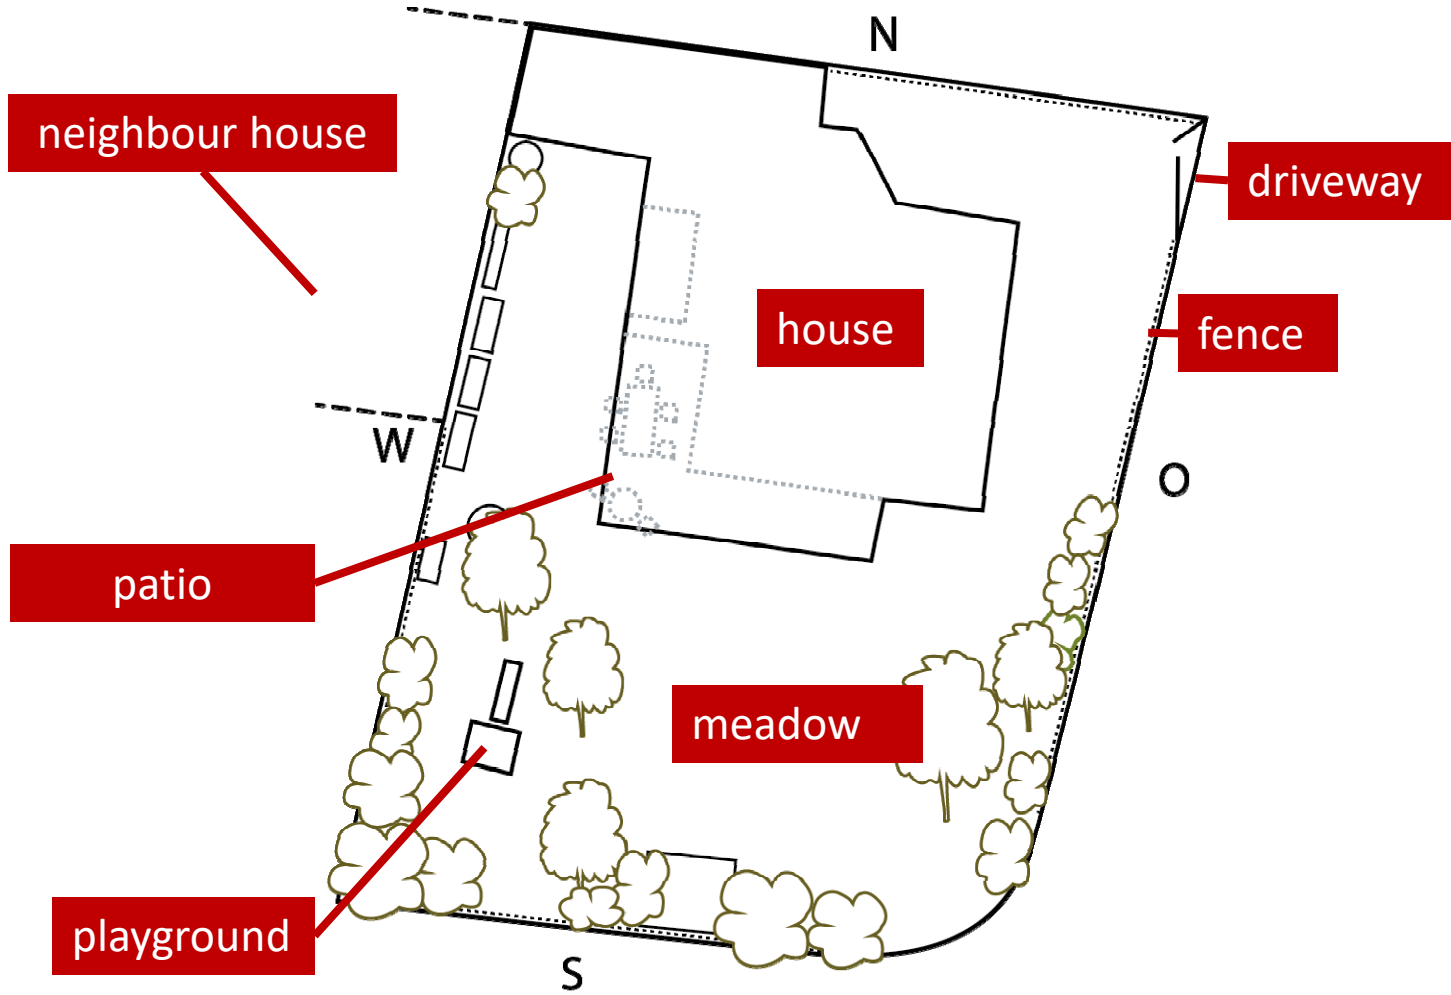 N
neighbour house
driveway
house
fence
W
O
patio
meadow
playground
S